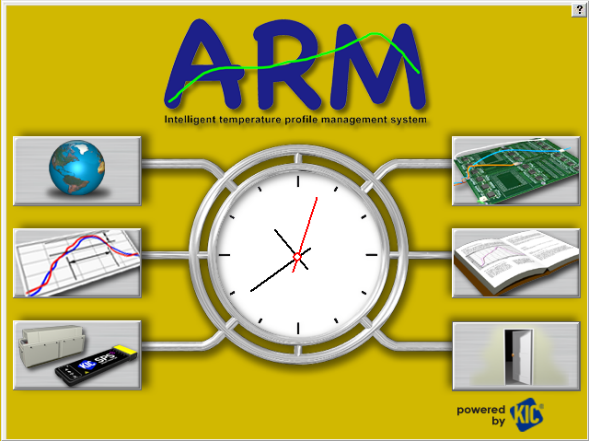 ?
ARM
Intelligent temperature profile management system
KIC SPS
powered
by KIC